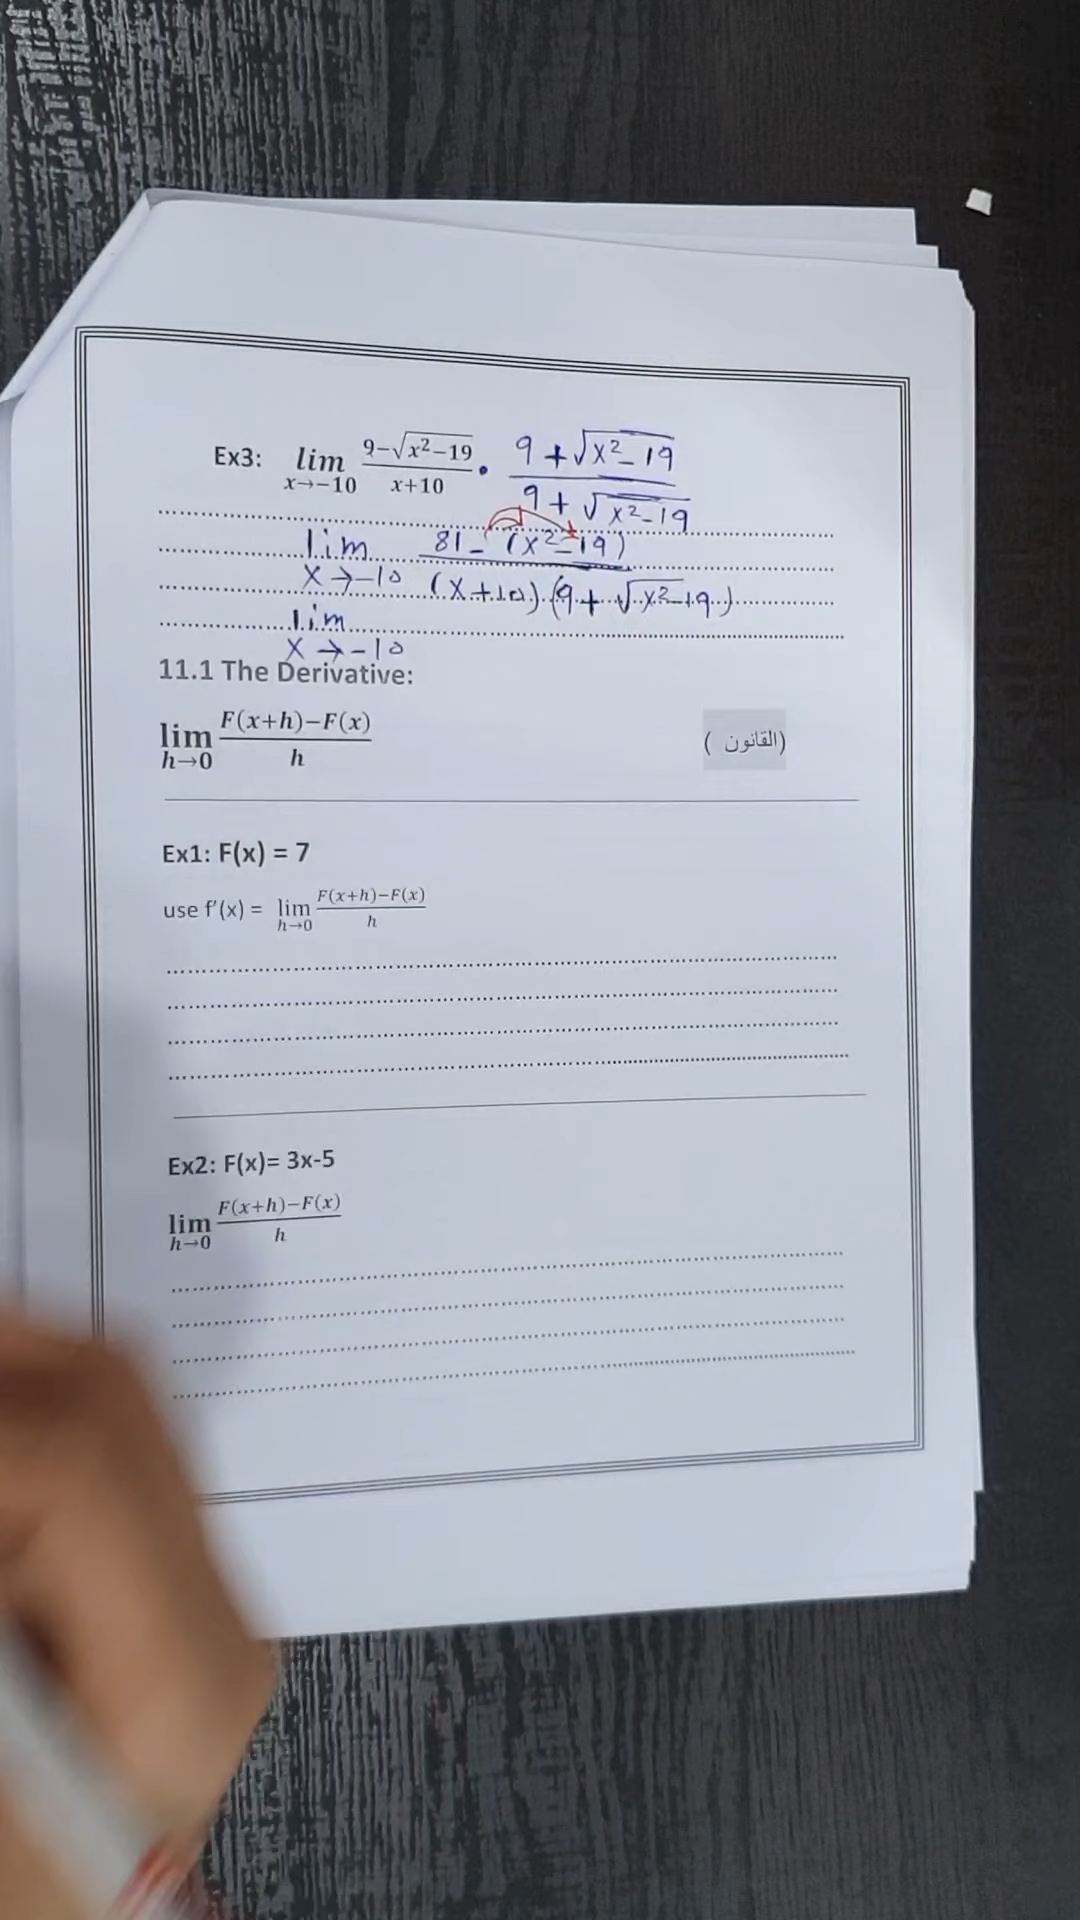 Ex3: lim x→-10 9-√x²-19 / x+10 · 9+√x²-19 / 9+√x²-19
lim x→-10 81-(x²-19) / (x+10)(9+√x²-19)
lim x→-10
11.1 The Derivative:
lim h→0 F(x+h)-F(x) / h (القانون )
Ex1: F(x) = 7
use f'(x) = lim h→0 F(x+h)-F(x) / h
Ex2: F(x)= 3x-5
lim h→0 F(x+h)-F(x) / h